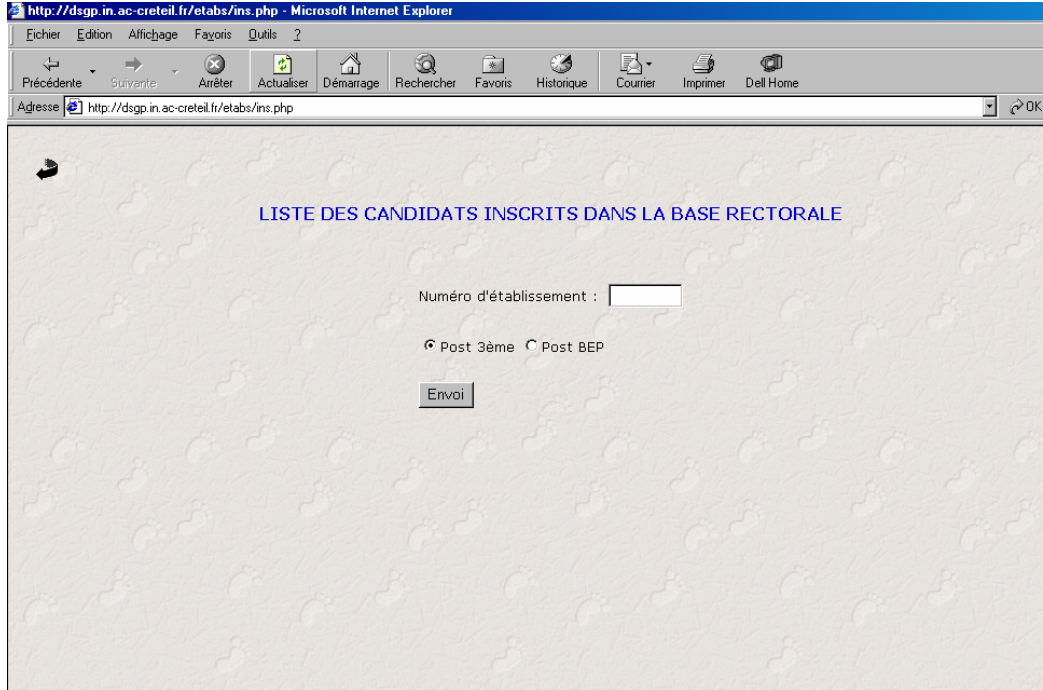 http://dsgp.in.ac-creteil.fr/etabs/ins.php - Microsoft Internet Explorer
Fichier Edition Affichage Favoris Outils ?
Précédente Suivante Arrêter Actualiser Démarrage Rechercher Favoris Historique Courrier Imprimer Dell Home
Adresse http://dsgp.in.ac-creteil.fr/etabs/ins.php OK
LISTE DES CANDIDATS INSCRITS DANS LA BASE RECTORALE
Numéro d'établissement :
Post 3ème Post BEP
Envoi